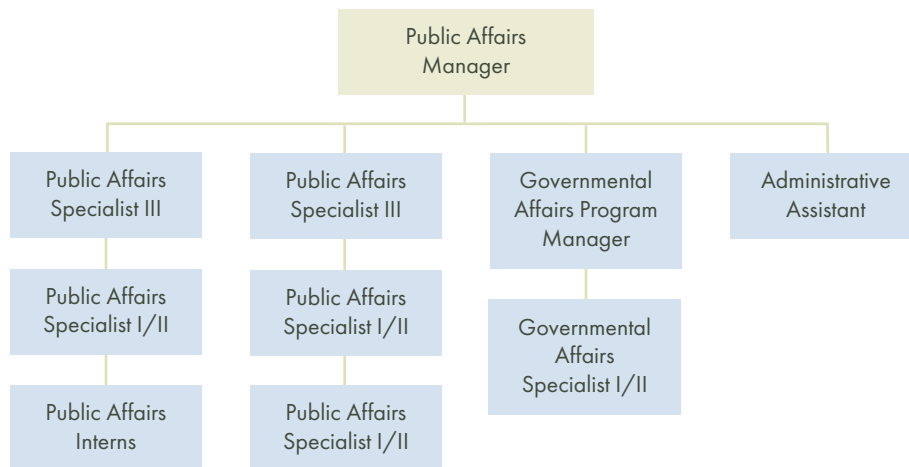 Public Affairs
Manager
Public Affairs
Specialist III
Public Affairs
Specialist III
Governmental
Affairs Program
Manager
Administrative
Assistant
Public Affairs
Specialist I/II
Public Affairs
Specialist I/II
Governmental
Affairs
Specialist I/II
Public Affairs
Interns
Public Affairs
Specialist I/II